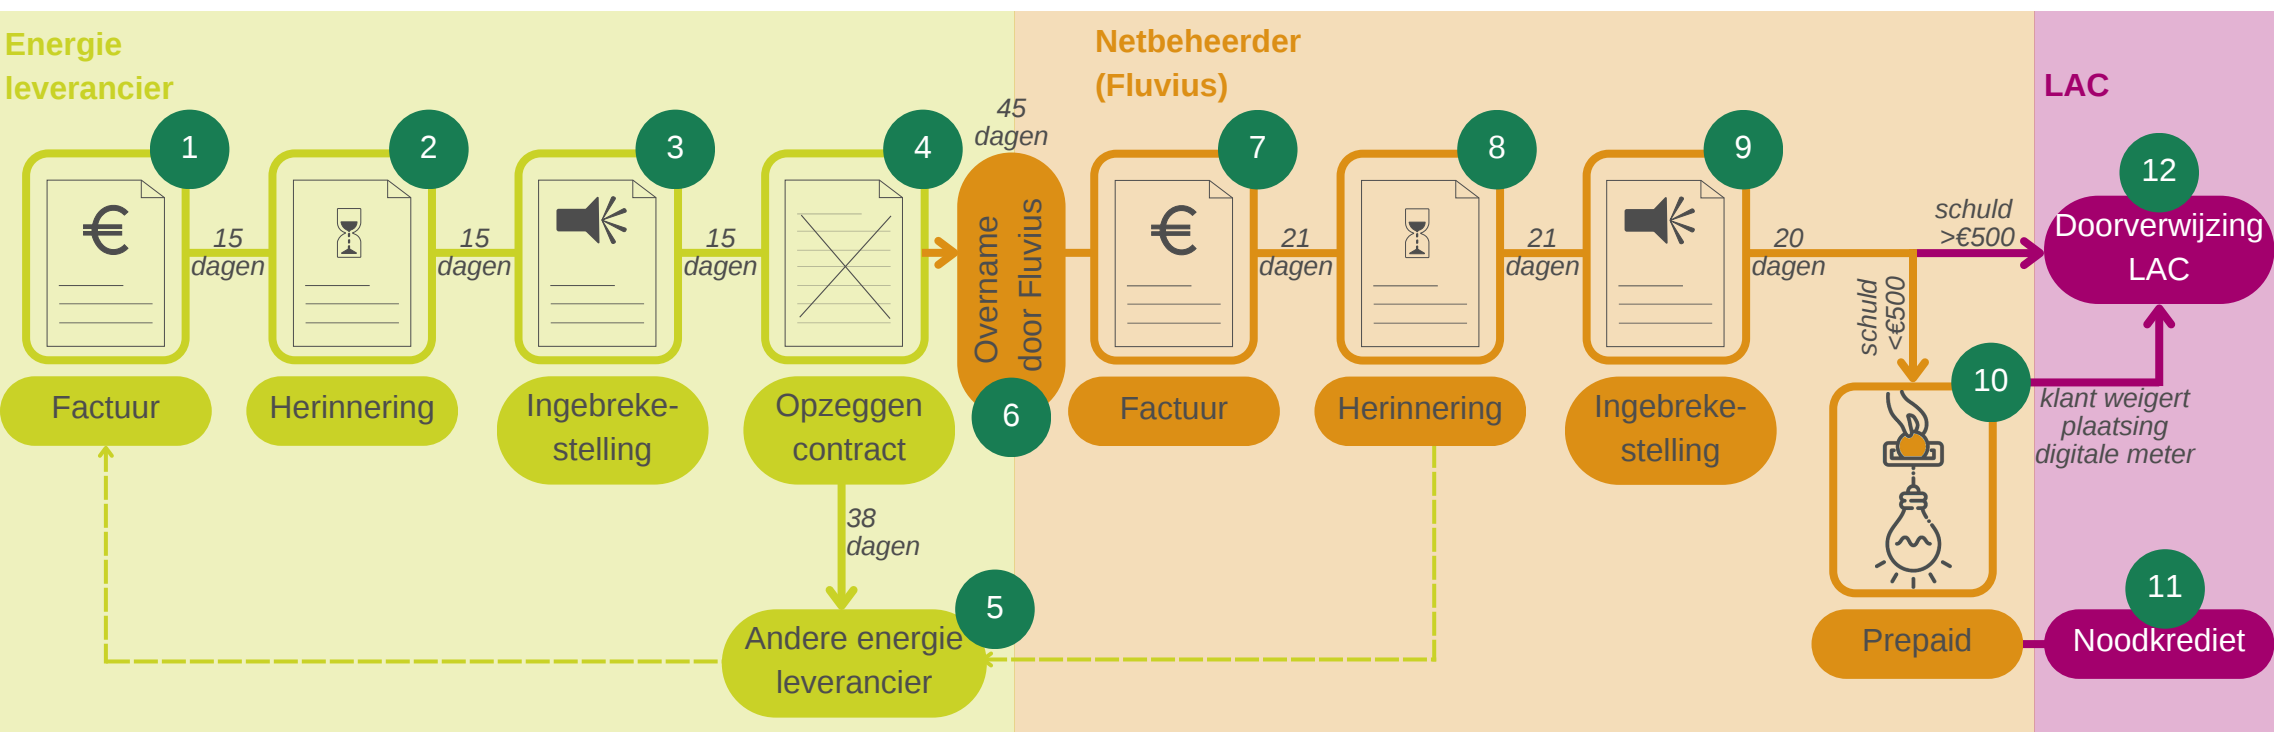 Energie
leverancier
Netbeheerder
(Fluvius)
LAC
1
2
3
4
45
dagen
7
8
9
12
15
dagen
15
dagen
15
dagen
Overname
door Fluvius
21
dagen
21
dagen
20
dagen
schuld
>€500
Doorverwijzing
LAC
schuld
<€500
10
klant weigert
plaatsing
digitale meter
Factuur
Herinnering
Ingebreke-
stelling
Opzeggen
contract
6
Factuur
Herinnering
Ingebreke-
stelling
38
dagen
5
Andere energie
leverancier
Prepaid
11
Noodkrediet